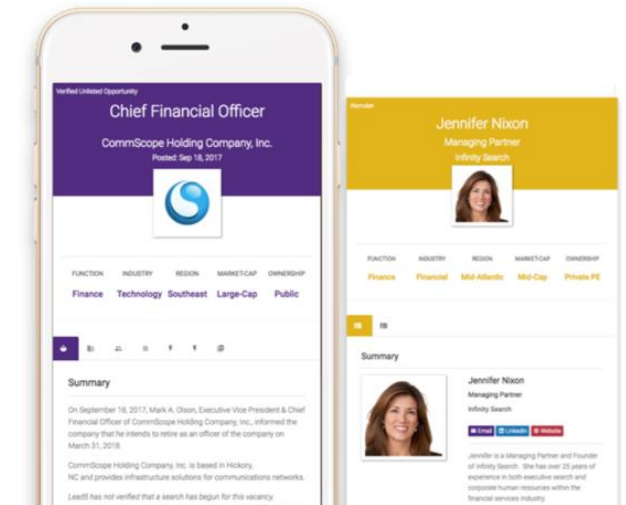 Verified Unlisted Opportunity
Chief Financial Officer
CommScope Holding Company, Inc.
Posted: Sep 18, 2017
FUNCTION INDUSTRY REGION MARKET-CAP OWNERSHIP
Finance Technology Southeast Large-Cap Public
Summary
On September 18, 2017, Mark A. Olson, Executive Vice President & Chief
Financial Officer of CommScope Holding Company, Inc., informed the
company that he intends to retire as an officer of the company on
March 31, 2018.
CommScope Holding Company, Inc. is based in Hickory,
NC and provides infrastructure solutions for communications networks.
Lead5 has not verified that a search has begun for this vacancy.
Recruiter
Jennifer Nixon
Managing Partner
Infinity Search
FUNCTION INDUSTRY REGION MARKET-CAP OWNERSHIP
Finance Financial Mid-Atlantic Mid-Cap Private PE
Summary
Jennifer Nixon
Managing Partner
Infinity Search
Email LinkedIn Website
Jennifer is a Managing Partner and Founder
of Infinity Search. She has over 25 years of
experience in both executive search and
corporate human resources within the
financial services industry